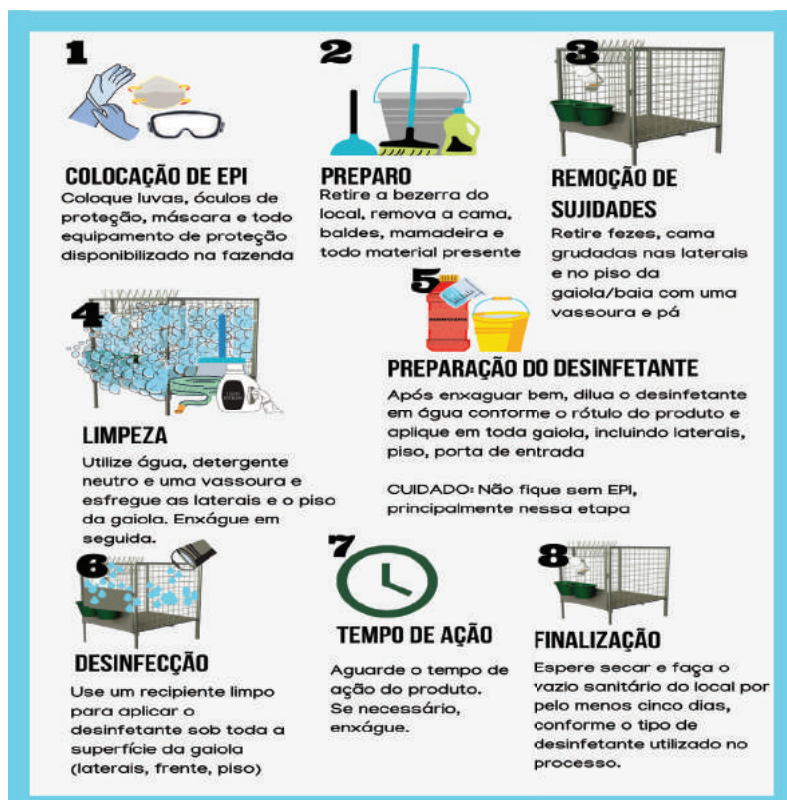 1
COLOCAÇÃO DE EPI
Coloque luvas, óculos de
proteção, máscara e todo
equipamento de proteção
disponibilizado na fazenda
2
PREPARO
Retire a bezerra do
local, remova a cama,
baldes, mamadeira e
todo material presente
3
REMOÇÃO DE
SUJIDADES
Retire fezes, cama
grudadas nas laterais
e no piso da
gaiola/baia com uma
vassoura e pá
4
LIMPEZA
Utilize água, detergente
neutro e uma vassoura e
esfregue as laterais e o piso
da gaiola. Enxágue em
seguida.
5
PREPARAÇÃO DO DESINFETANTE
Após enxaguar bem, dilua o desinfetante
em água conforme o rótulo do produto e
aplique em toda gaiola, incluindo laterais,
piso, porta de entrada
CUIDADO: Não fique sem EPI,
principalmente nessa etapa
6
DESINFECÇÃO
Use um recipiente limpo
para aplicar o
desinfetante sob toda a
superfície da gaiola
(laterais, frente, piso)
7
TEMPO DE AÇÃO
Aguarde o tempo de
ação do produto.
Se necessário,
enxágue.
8
FINALIZAÇÃO
Espere secar e faça o
vazio sanitário do local por
pelo menos cinco dias,
conforme o tipo de
desinfetante utilizado no
processo.